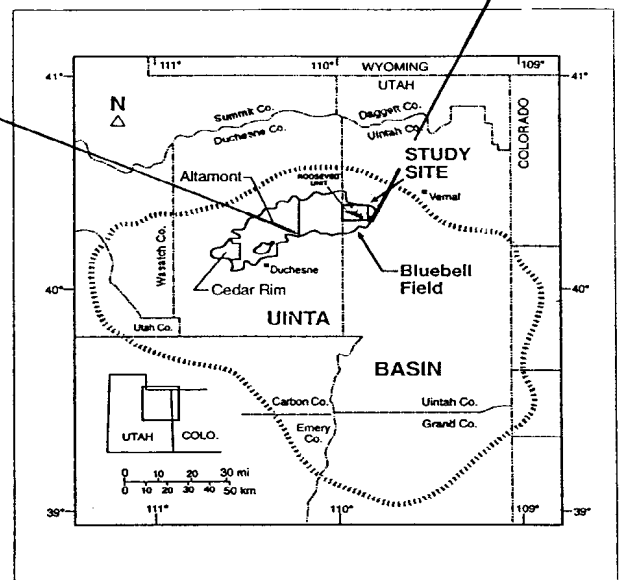 111° 110° 109°
WYOMING
41° 41°
UTAH
N
Summit Co.
Duchesne Co.
Daggett Co.
Uintah Co.
COLORADO
STUDY
SITE
ROOSEVELT
UNIT
Altamont
Vernal
Wasatch Co.
Duchesne
Bluebell
Field
Cedar Rim
40° 40°
UINTA
Utah Co.
BASIN
Carbon Co. Uintah Co.
Emery
Co.
Grand Co.
UTAH COLO.
0 10 20 30 mi
0 10 20 30 40 50 km
39° 39°
111° 110° 109°